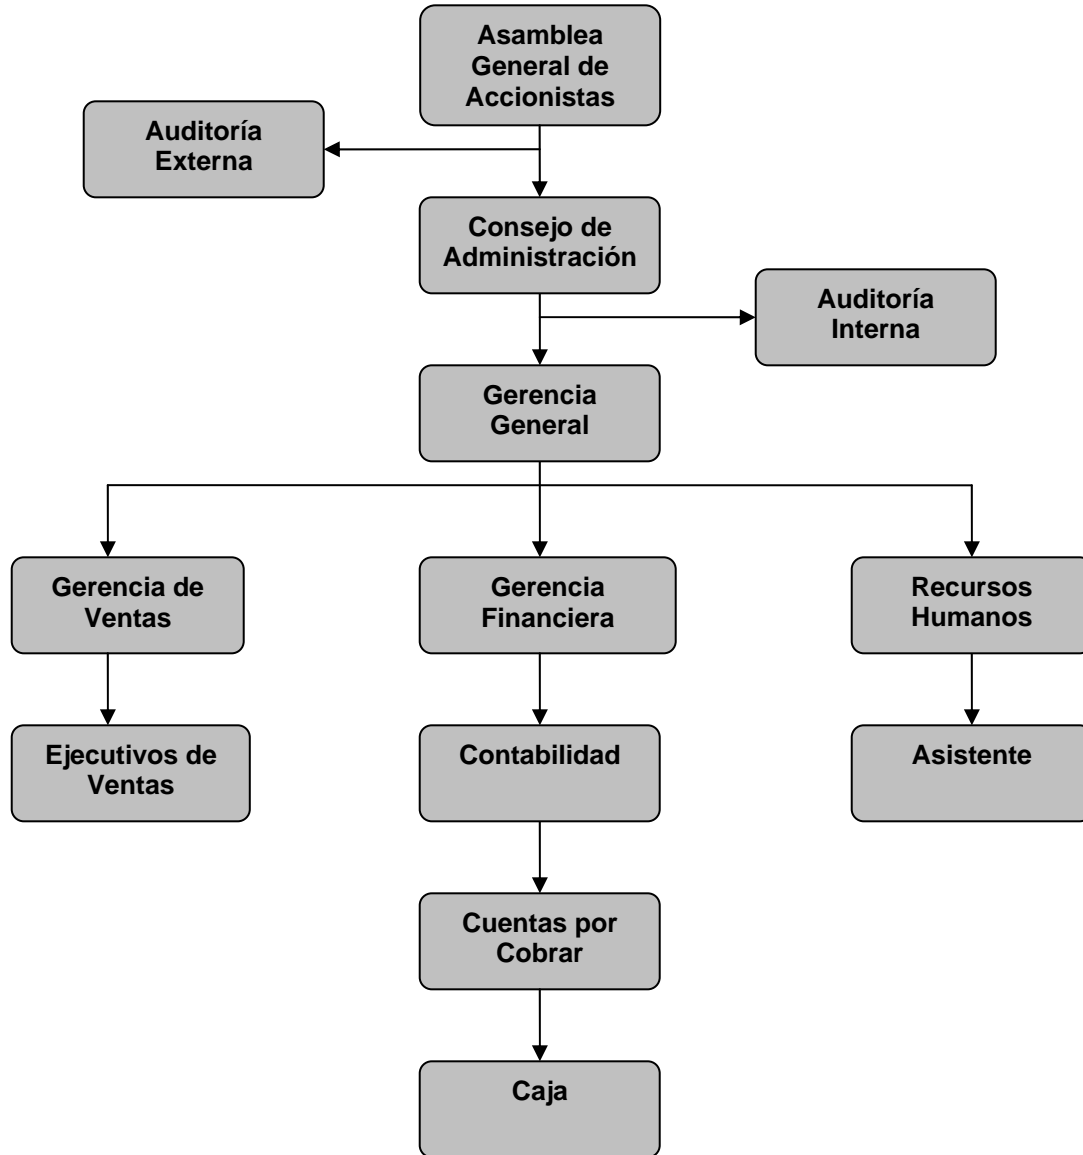 Asamblea
General de
Accionistas
Auditoría
Externa
Consejo de
Administración
Auditoría
Interna
Gerencia
General
Gerencia de
Ventas
Gerencia
Financiera
Recursos
Humanos
Ejecutivos de
Ventas
Contabilidad
Asistente
Cuentas por
Cobrar
Caja